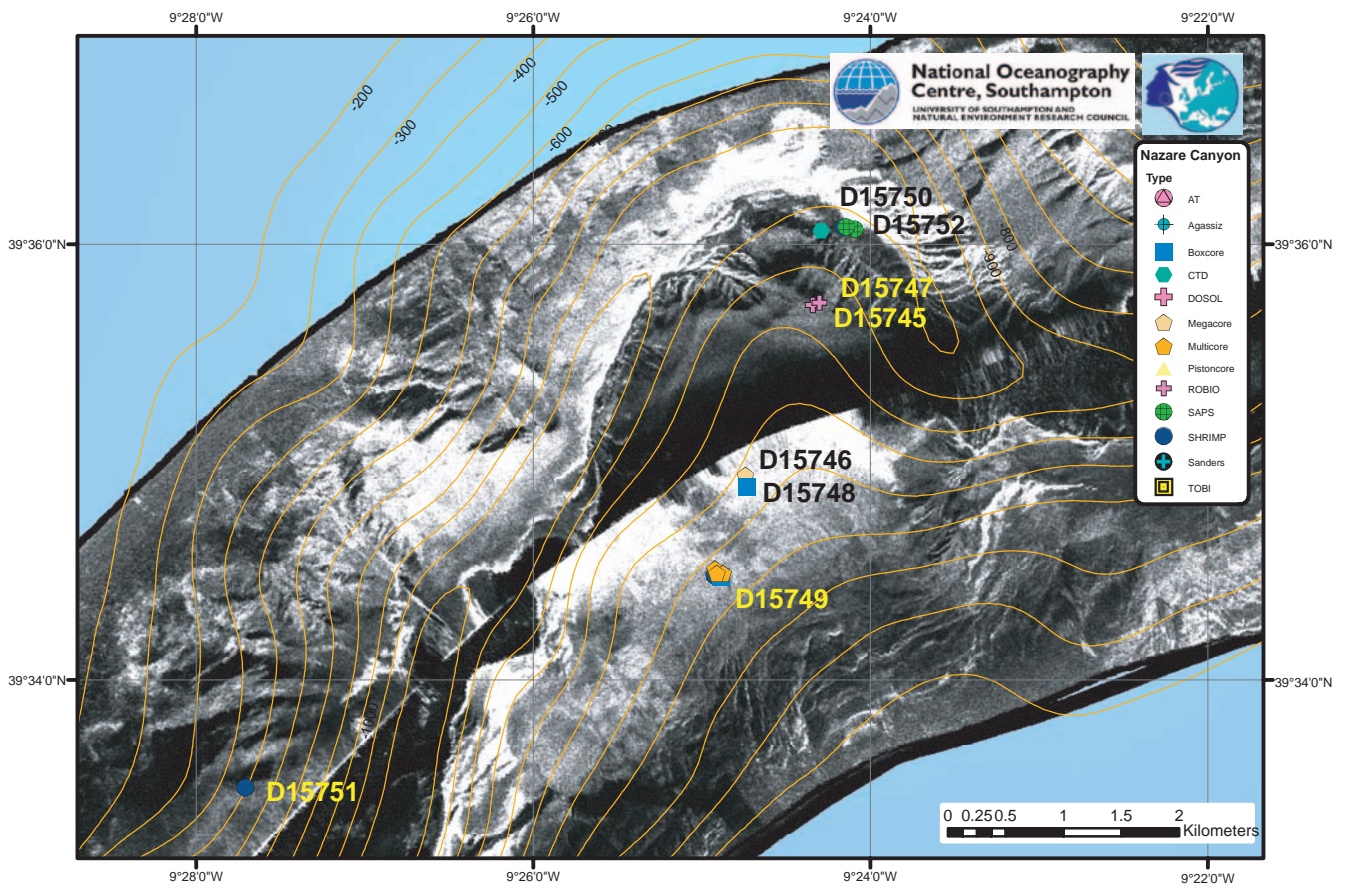 9°28'0"W
9°26'0"W
9°24'0"W
9°22'0"W
-200
-300
-400
-500
-600
National Oceanography
Centre, Southampton
UNIVERSITY OF SOUTHAMPTON AND
NATURAL ENVIRONMENT RESEARCH COUNCIL
Nazare Canyon
Type
AT
Agassiz
Boxcore
CTD
DOSOL
Megacore
Multicore
Pistoncore
ROBIO
SAPS
SHRIMP
Sanders
TOBI
D15750
D15752
39°36'0"N
39°36'0"N
-800
-900
D15747
D15745
D15746
D15748
D15749
39°34'0"N
39°34'0"N
-1000
D15751
0 0.25 0.5 1 1.5 2
Kilometers
9°28'0"W
9°26'0"W
9°24'0"W
9°22'0"W